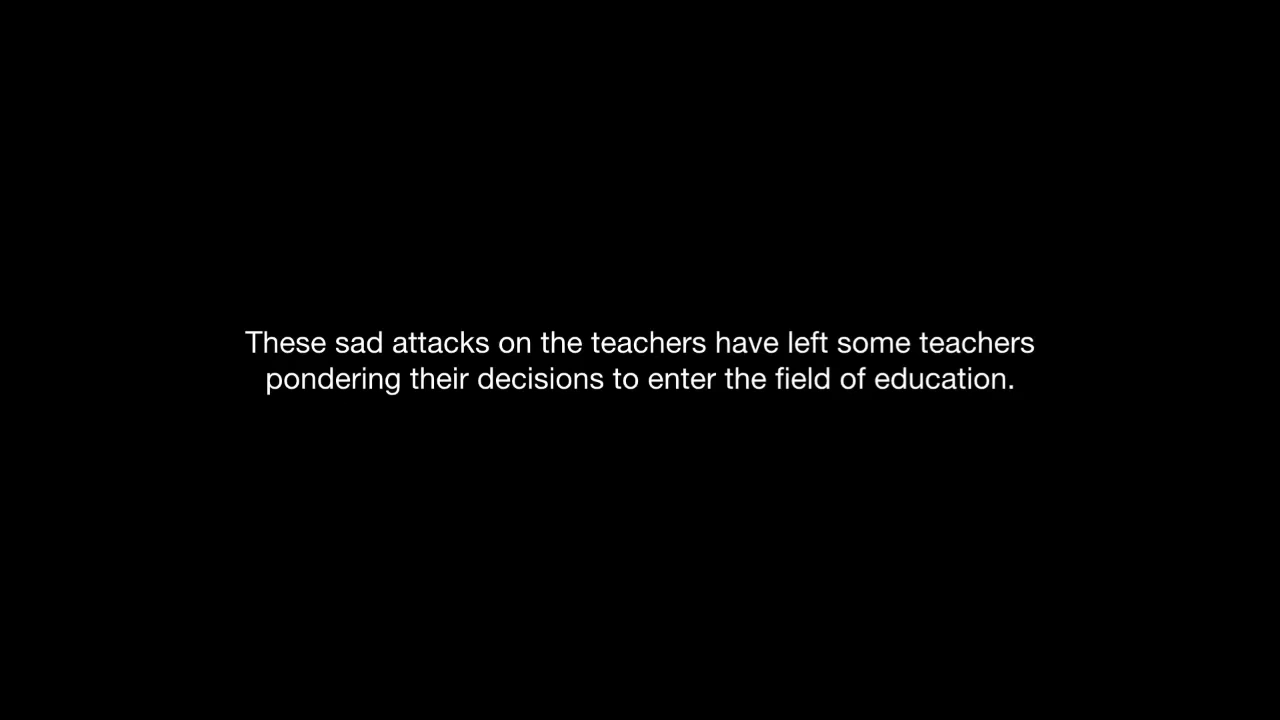 These sad attacks on the teachers have left some teachers
pondering their decisions to enter the field of education.